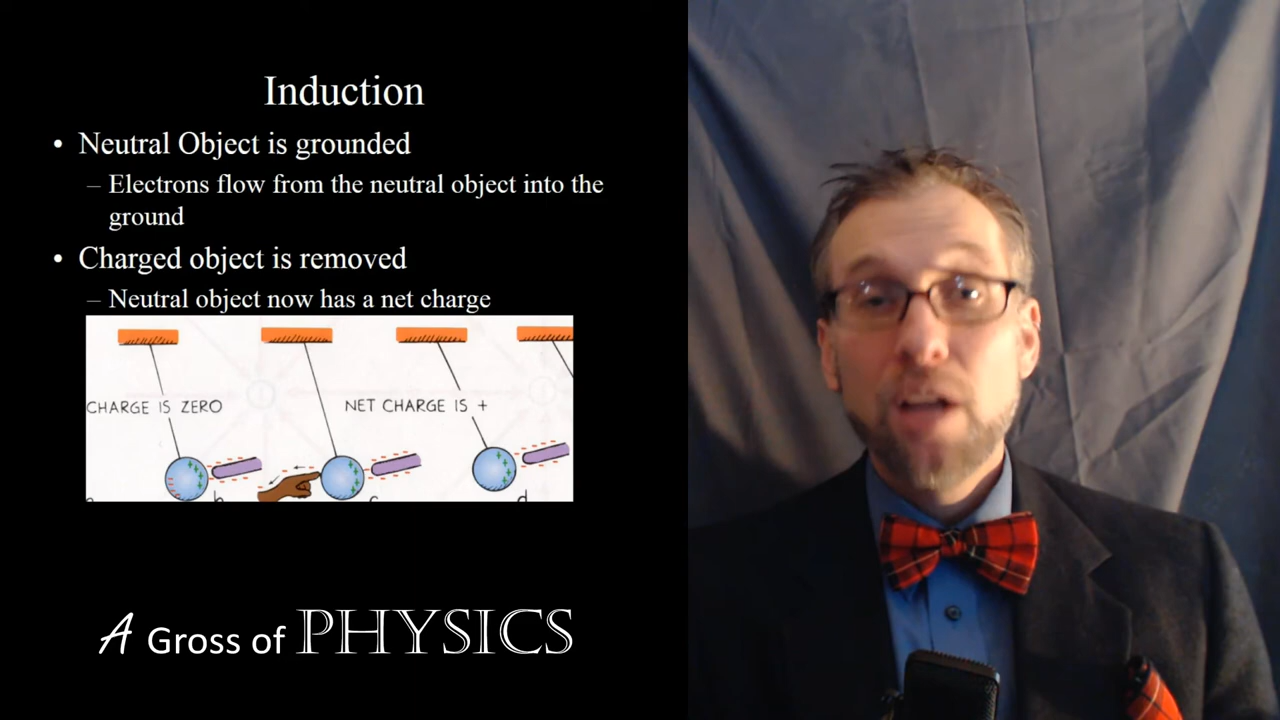 Induction
• Neutral Object is grounded
– Electrons flow from the neutral object into the
ground
• Charged object is removed
– Neutral object now has a net charge
CHARGE IS ZERO
NET CHARGE IS +
A Gross of PHYSICS